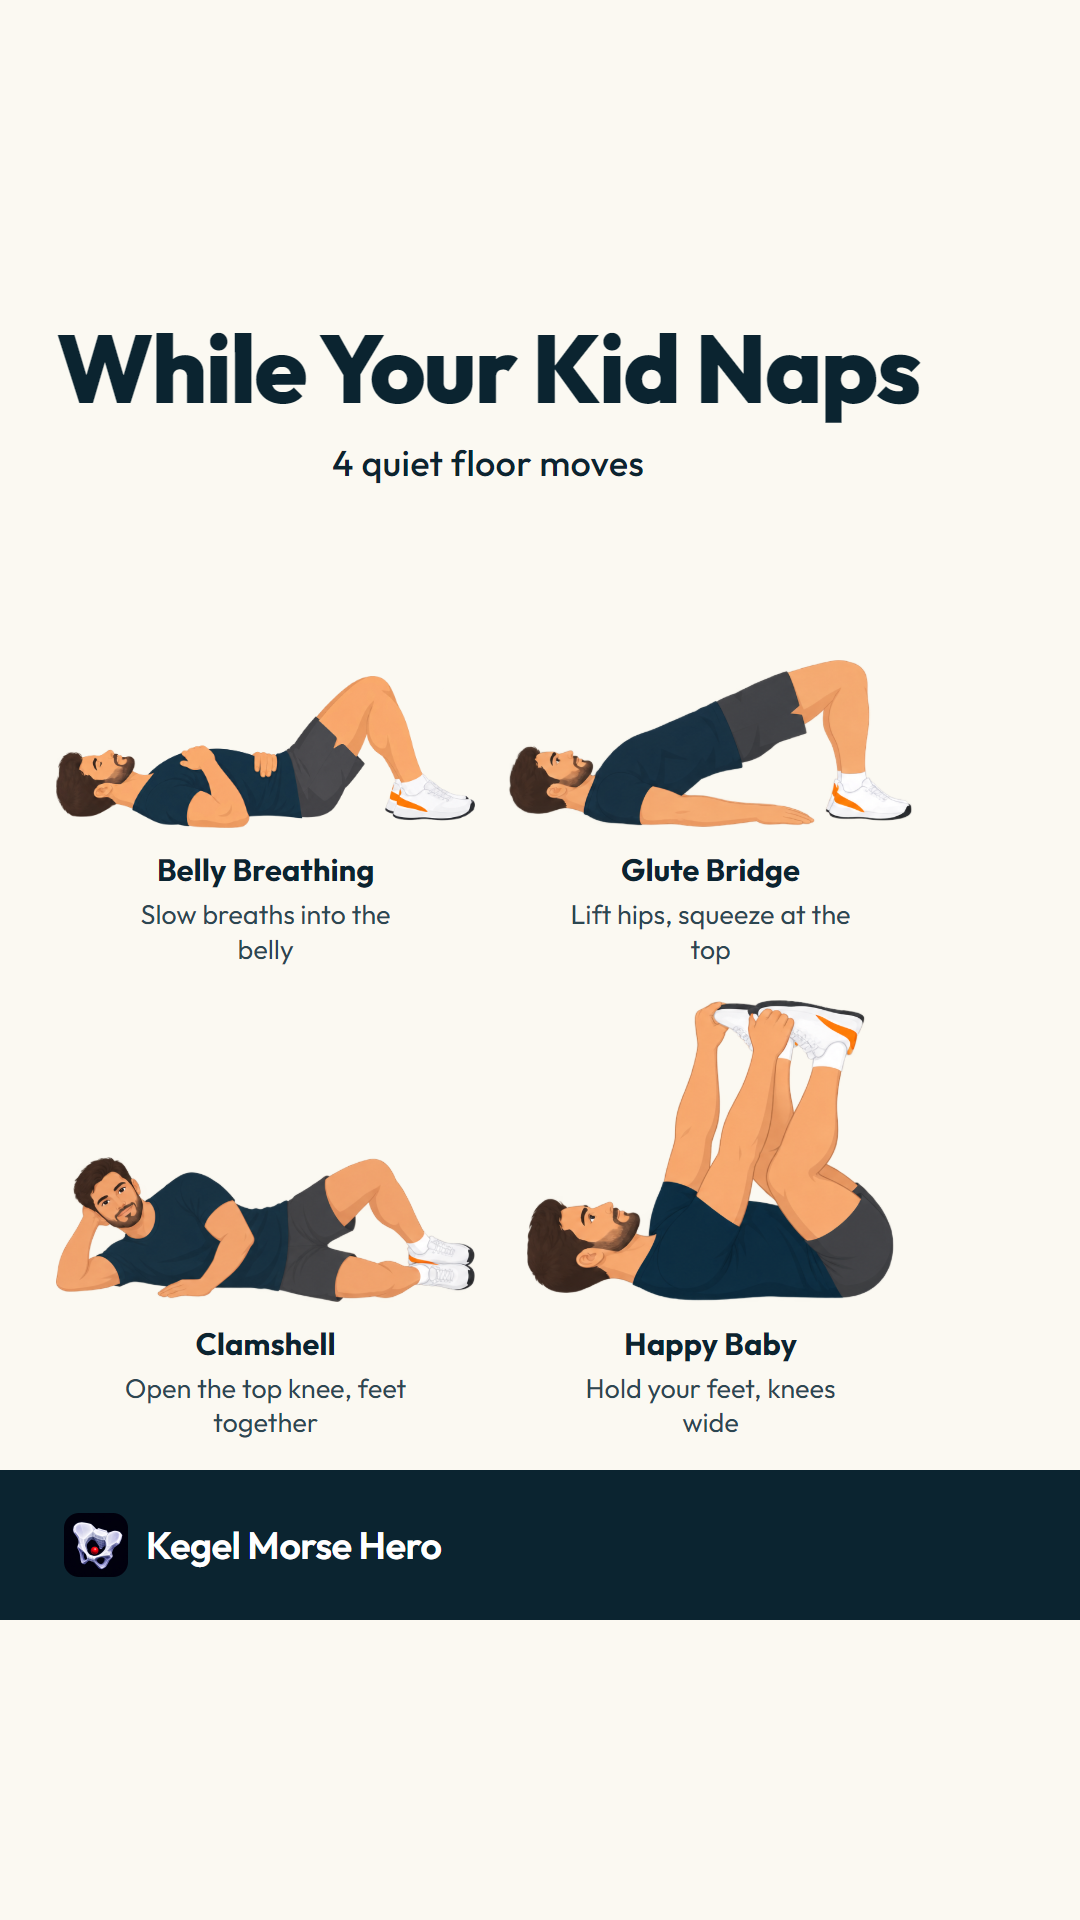 While Your Kid Naps
4 quiet floor moves
Belly Breathing
Slow breaths into the
belly
Glute Bridge
Lift hips, squeeze at the
top
Clamshell
Open the top knee, feet
together
Happy Baby
Hold your feet, knees
wide
Kegel Morse Hero